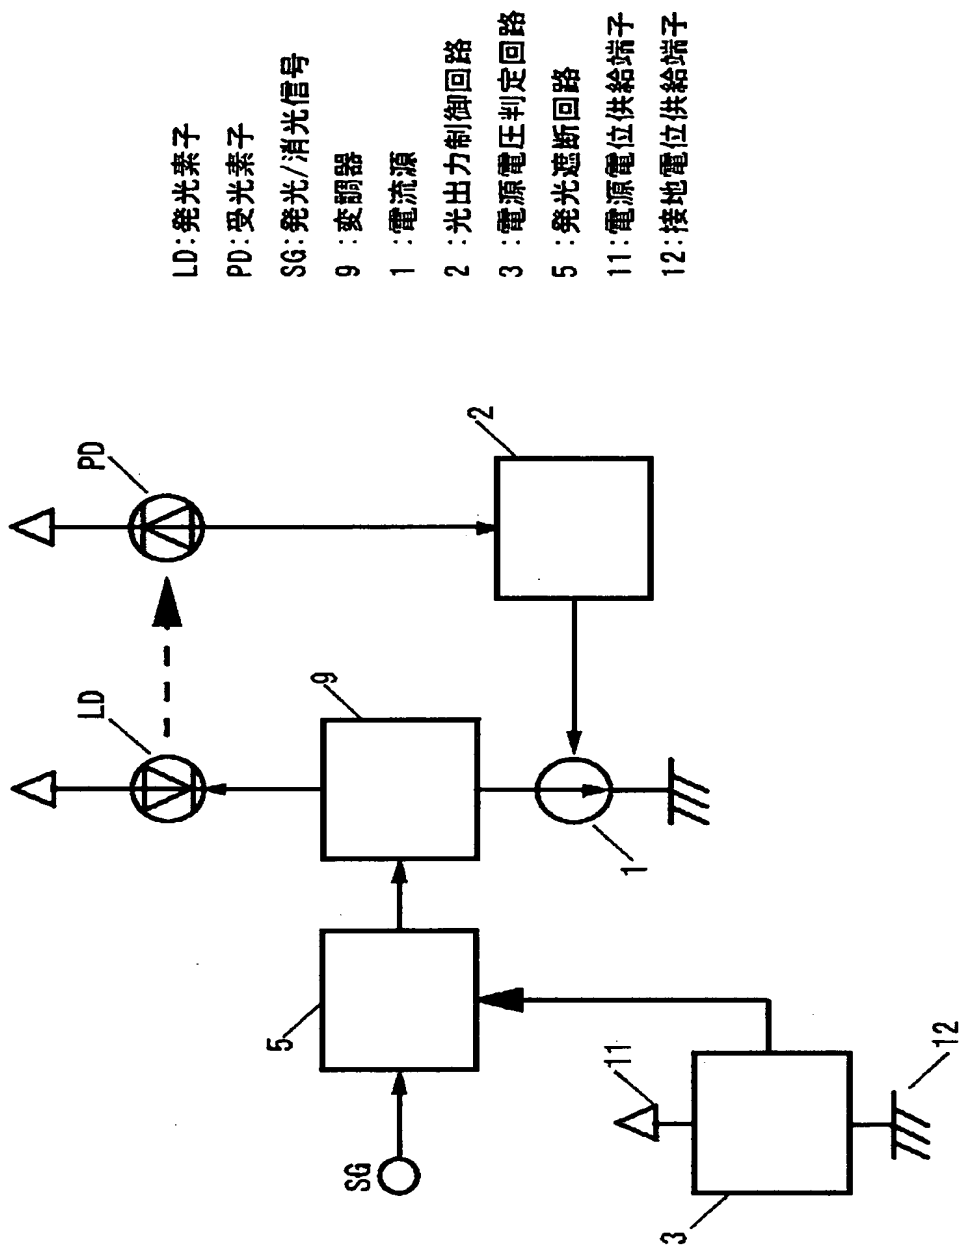 LD:発光素子
PD:受光素子
SG:発光/消光信号
9:変調器
1:電流源
2:光出力制御回路
3:電源電圧判定回路
5:発光遮断回路
11:電源電位供給端子
12:接地電位供給端子
SG
5
LD
9
PD
2
1
3
11
12